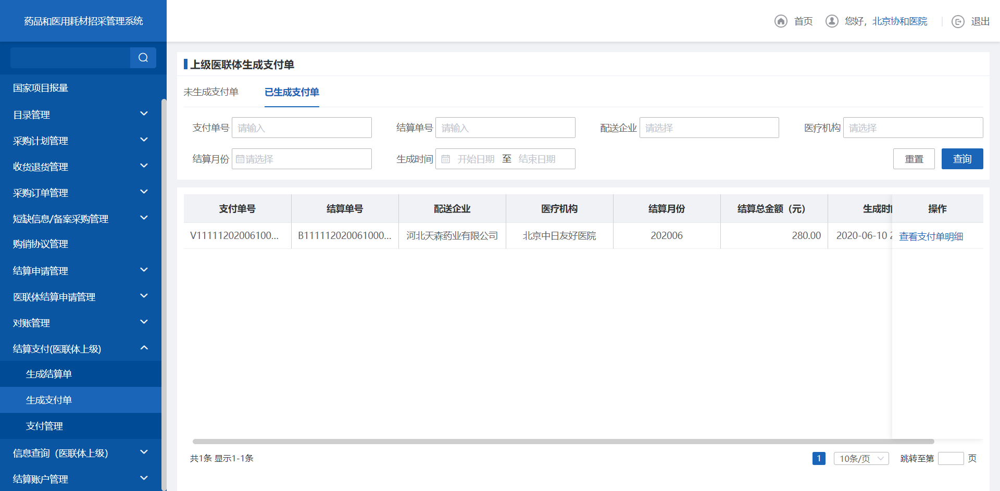 药品和医用耗材招采管理系统
首页
您好，北京协和医院
退出
国家项目报量
目录管理
采购计划管理
收货退货管理
采购订单管理
短缺信息/备案采购管理
购销协议管理
结算申请管理
医联体结算申请管理
对账管理
结算支付(医联体上级)
生成结算单
生成支付单
支付管理
信息查询（医联体上级）
结算账户管理
上级医联体生成支付单
未生成支付单 已生成支付单
支付单号 请输入 结算单号 请输入 配送企业 请选择 医疗机构 请选择
结算月份 请选择 生成时间 开始日期 至 结束日期 重置 查询
支付单号 结算单号 配送企业 医疗机构 结算月份 结算总金额（元） 生成时 操作
V11111202006100... B111112020061000... 河北天森药业有限公司 北京中日友好医院 202006 280.00 2020-06-10 2 查看支付单明细
共1条 显示1-1条 1 10条/页 跳转至第 页